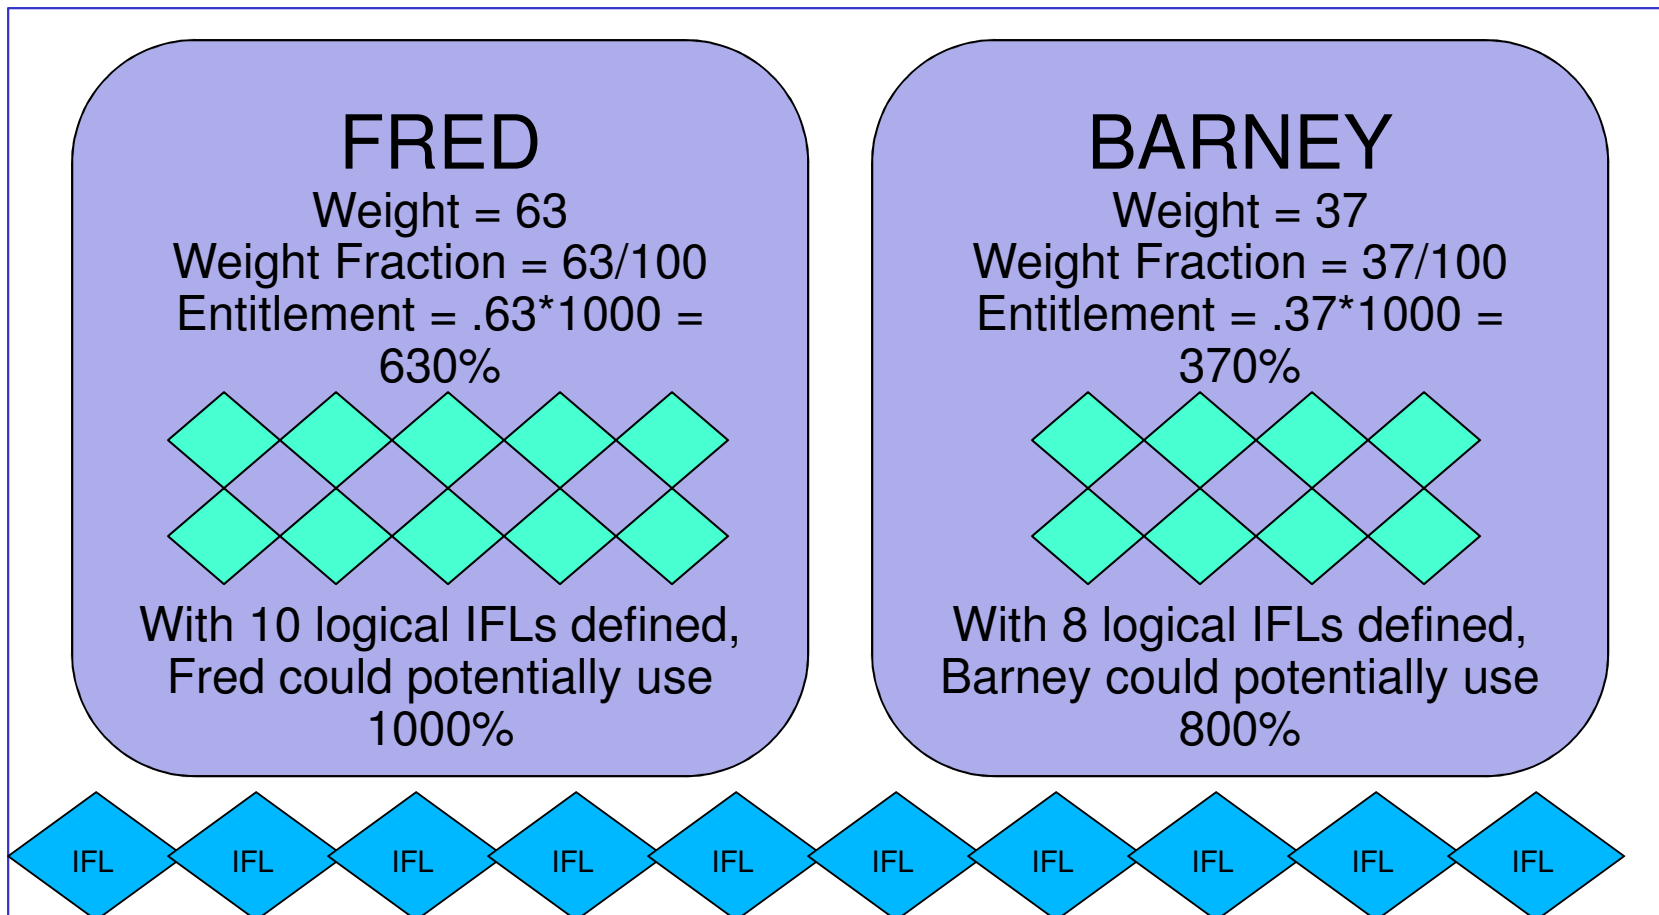 FRED
Weight = 63
Weight Fraction = 63/100
Entitlement = .63*1000 =
630%
With 10 logical IFLs defined,
Fred could potentially use
1000%
BARNEY
Weight = 37
Weight Fraction = 37/100
Entitlement = .37*1000 =
370%
With 8 logical IFLs defined,
Barney could potentially use
800%
IFL IFL IFL IFL IFL IFL IFL IFL IFL IFL